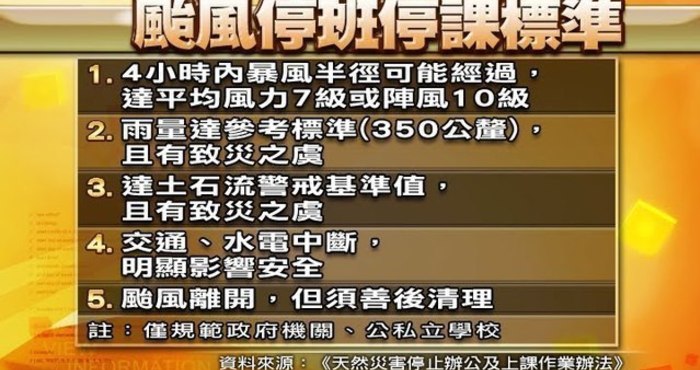 颱風停班停課標準
1. 4小時內暴風半徑可能經過，
達平均風力7級或陣風10級
2. 雨量達參考標準(350公釐)，
且有致災之虞
3. 達土石流警戒基準值，
且有致災之虞
4. 交通、水電中斷，
明顯影響安全
5. 颱風離開，但須善後清理
註：僅規範政府機關、公私立學校
資料來源：《天然災害停止辦公及上課作業辦法》